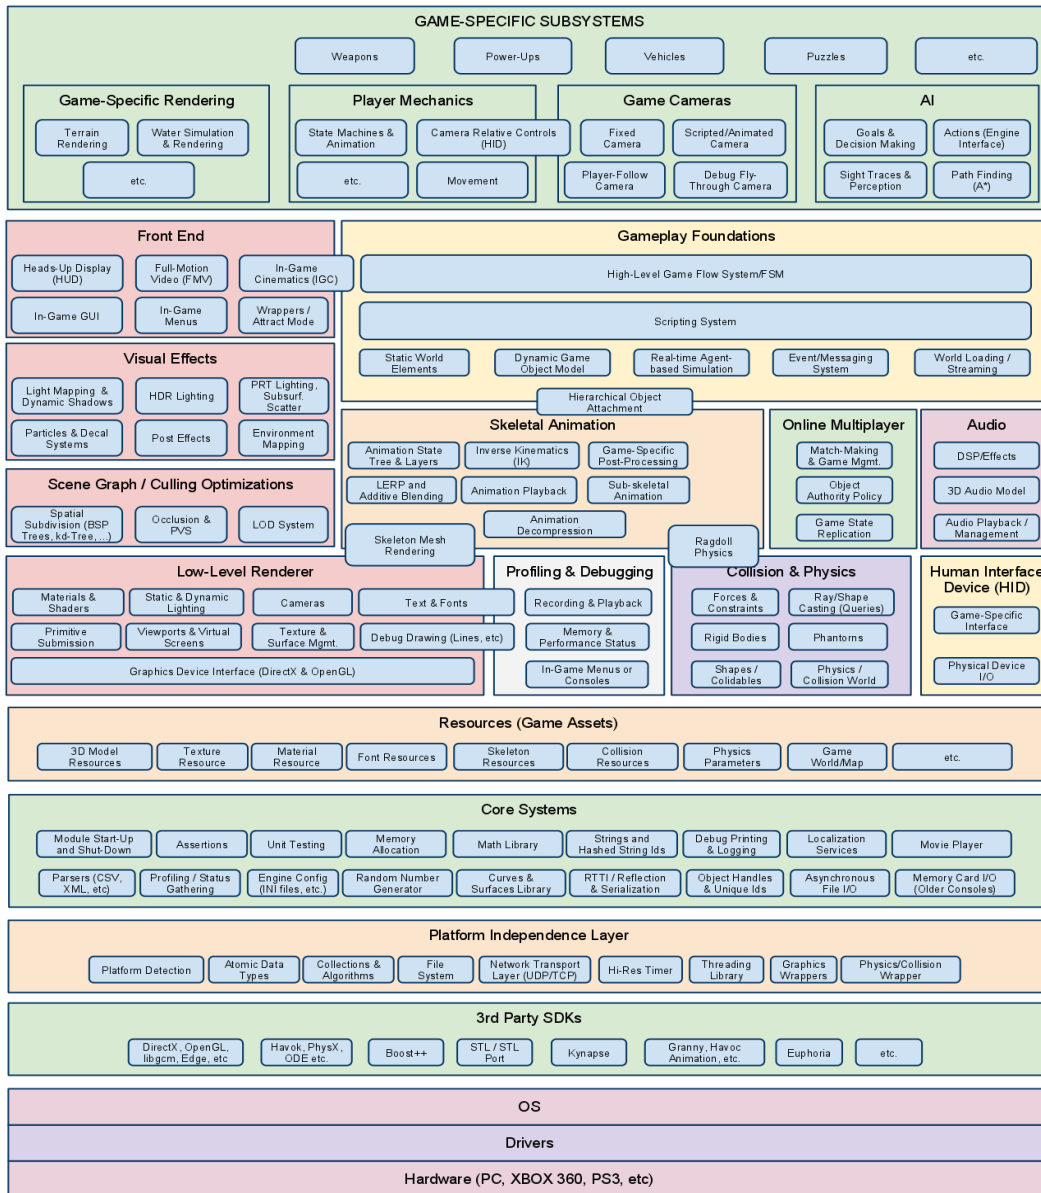 GAME-SPECIFIC SUBSYSTEMS
Weapons
Power-Ups
Vehicles
Puzzles
etc.
Game-Specific Rendering
Terrain
Rendering
Water Simulation
& Rendering
etc.
Player Mechanics
State Machines &
Animation
Camera Relative Controls
(HID)
etc.
Movement
Game Cameras
Fixed
Camera
Scripted/Animated
Camera
Player-Follow
Camera
Debug Fly-
Through Camera
AI
Goals &
Decision Making
Actions (Engine
Interface)
Sight Traces &
Perception
Path Finding
(A*)
Front End
Heads-Up Display
(HUD)
Full-Motion
Video (FMV)
In-Game
Cinematics (IGC)
In-Game GUI
In-Game
Menus
Wrappers /
Attract Mode
Gameplay Foundations
High-Level Game Flow System/FSM
Scripting System
Static World
Elements
Dynamic Game
Object Model
Real-time Agent-
based Simulation
Event/Messaging
System
World Loading /
Streaming
Hierarchical Object
Attachment
Visual Effects
Light Mapping &
Dynamic Shadows
HDR Lighting
PRT Lighting,
Subsurf.
Scatter
Particles & Decal
Systems
Post Effects
Environment
Mapping
Skeletal Animation
Animation State
Tree & Layers
Inverse Kinematics
(IK)
Game-Specific
Post-Processing
LERP and
Additive Blending
Animation Playback
Sub-skeletal
Animation
Animation
Decompression
Skeleton Mesh
Rendering
Ragdoll
Physics
Online Multiplayer
Match-Making
& Game Mgmt.
Object
Authority Policy
Game State
Replication
Audio
DSP/Effects
3D Audio Model
Audio Playback /
Management
Scene Graph / Culling Optimizations
Spatial
Subdivision (BSP
Trees, kd-Tree, ...)
Occlusion &
PVS
LOD System
Low-Level Renderer
Materials &
Shaders
Static & Dynamic
Lighting
Cameras
Text & Fonts
Primitive
Submission
Viewports & Virtual
Screens
Texture &
Surface Mgmt.
Debug Drawing (Lines, etc)
Graphics Device Interface (DirectX & OpenGL)
Profiling & Debugging
Recording & Playback
Memory &
Performance Status
In-Game Menus or
Consoles
Collision & Physics
Forces &
Constraints
Ray/Shape
Casting (Queries)
Rigid Bodies
Phantorns
Shapes /
Colidables
Physics /
Collision World
Human Interface
Device (HID)
Game-Specific
Interface
Physical Device
I/O
Resources (Game Assets)
3D Model
Resources
Texture
Resource
Material
Resource
Font Resources
Skeleton
Resources
Collision
Resources
Physics
Parameters
Game
World/Map
etc.
Core Systems
Module Start-Up
and Shut-Down
Assertions
Unit Testing
Memory
Allocation
Math Library
Strings and
Hashed String Ids
Debug Printing
& Logging
Localization
Services
Movie Player
Parsers (CSV,
XML, etc)
Profiling / Status
Gathering
Engine Config
(INI files, etc.)
Random Number
Generator
Curves &
Surfaces Library
RTTI / Reflection
& Serialization
Object Handles
& Unique Ids
Asynchronous
File I/O
Memory Card I/O
(Older Consoles)
Platform Independence Layer
Platform Detection
Atomic Data
Types
Collections &
Algorithms
File
System
Network Transport
Layer (UDP/TCP)
Hi-Res Timer
Threading
Library
Graphics
Wrappers
Physics/Collision
Wrapper
3rd Party SDKs
DirectX, OpenGL,
libgcm, Edge, etc
Havok, PhysX,
ODE etc.
Boost++
STL / STL
Port
Kynapse
Granny, Havoc
Animation, etc.
Euphoria
etc.
OS
Drivers
Hardware (PC, XBOX 360, PS3, etc)